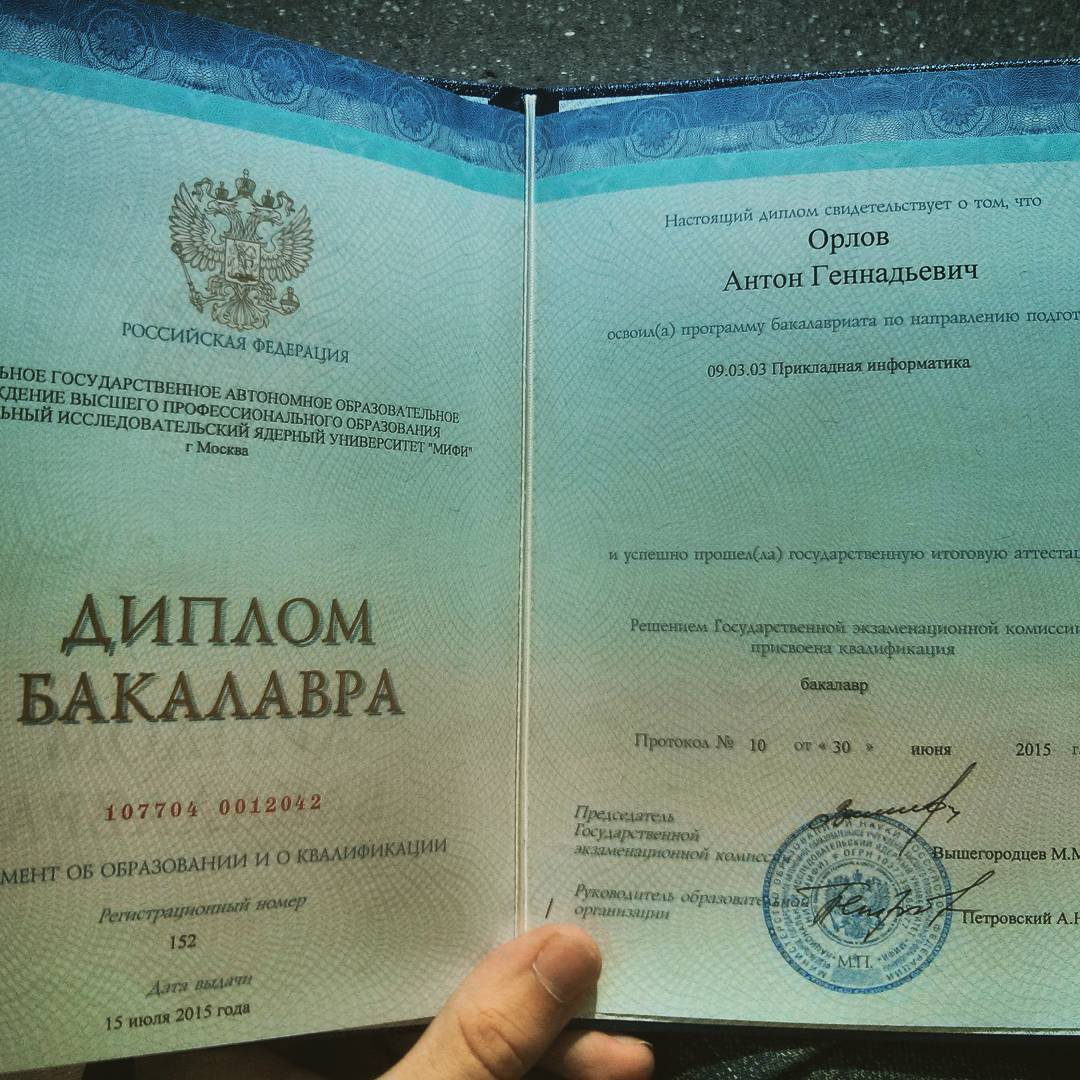 РОССИЙСКАЯ ФЕДЕРАЦИЯ
ЬНОЕ ГОСУДАРСТВЕННОЕ АВТОНОМНОЕ ОБРАЗОВАТЕЛЬНОЕ
ЖДЕНИЕ ВЫСШЕГО ПРОФЕССИОНАЛЬНОГО ОБРАЗОВАНИЯ
ЬНЫЙ ИССЛЕДОВАТЕЛЬСКИЙ ЯДЕРНЫЙ УНИВЕРСИТЕТ "МИФИ"
г Москва
ДИПЛОМ
БАКАЛАВРА
107704 0012042
МЕНТ ОБ ОБРАЗОВАНИИ И О КВАЛИФИКАЦИИ
Регистрационный номер
152
Дата выдачи
15 июля 2015 года
Настоящий диплом свидетельствует о том, что
Орлов
Антон Геннадьевич
освоил(а) программу бакалавриата по направлению подгот
09.03.03 Прикладная информатика
и успешно прошел(ла) государственную итоговую аттеста
Решением Государственной экзаменационной комисси
присвоена квалификация
бакалавр
Протокол № 10 от « 30 » июня 2015 г
Председатель
Государственной
экзаменационной комисс
Вышегородцев М.М
Руководитель образовательной
организации
Петровский А.Н
М.П.